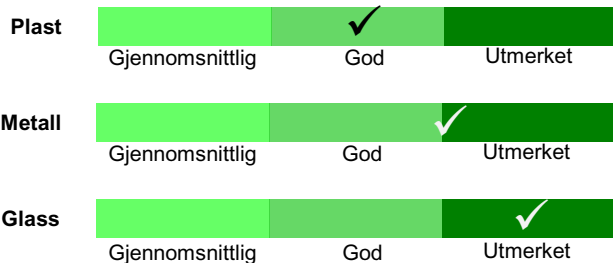 Plast
Gjennomsnittlig God Utmerket
Metall
Gjennomsnittlig God Utmerket
Glass
Gjennomsnittlig God Utmerket